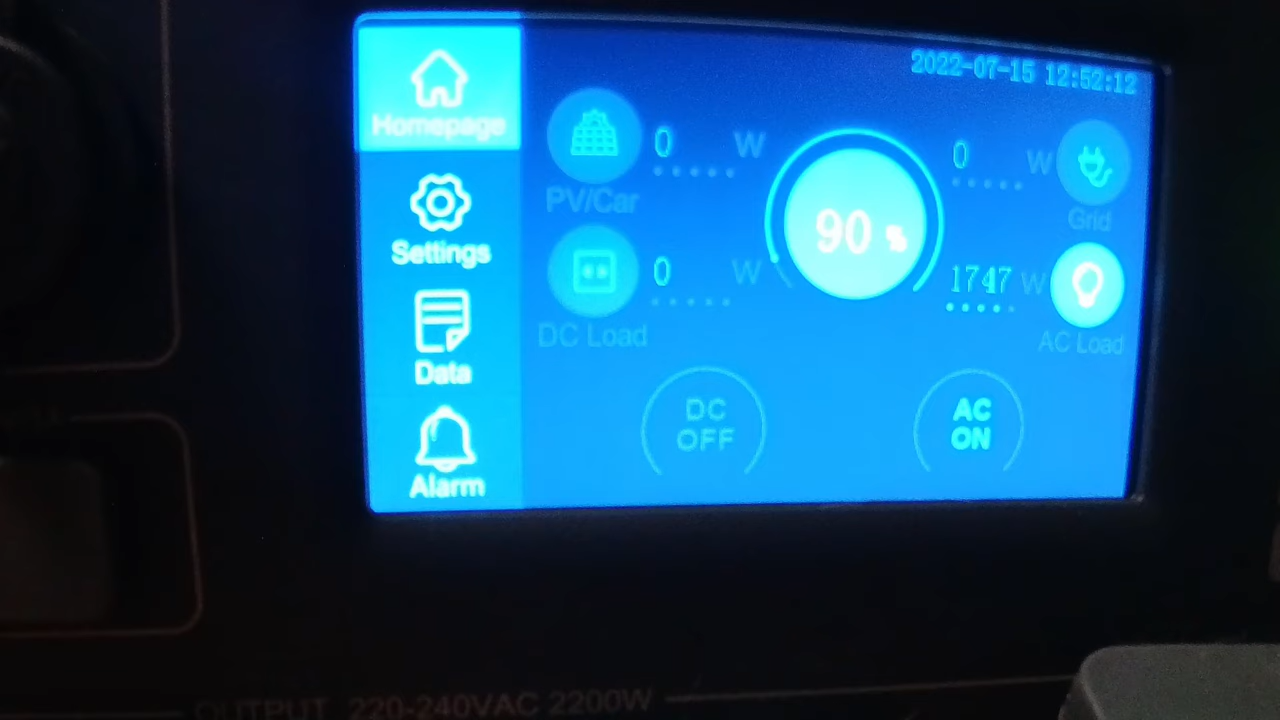 2022-07-15 12:52:12
Homepage
Settings
Data
Alarm
0 W
PV/Car
0 W
DC Load
90 %
0 W
Grid
1747 W
AC Load
DC
OFF
AC
ON
OUTPUT 220-240VAC 2200W